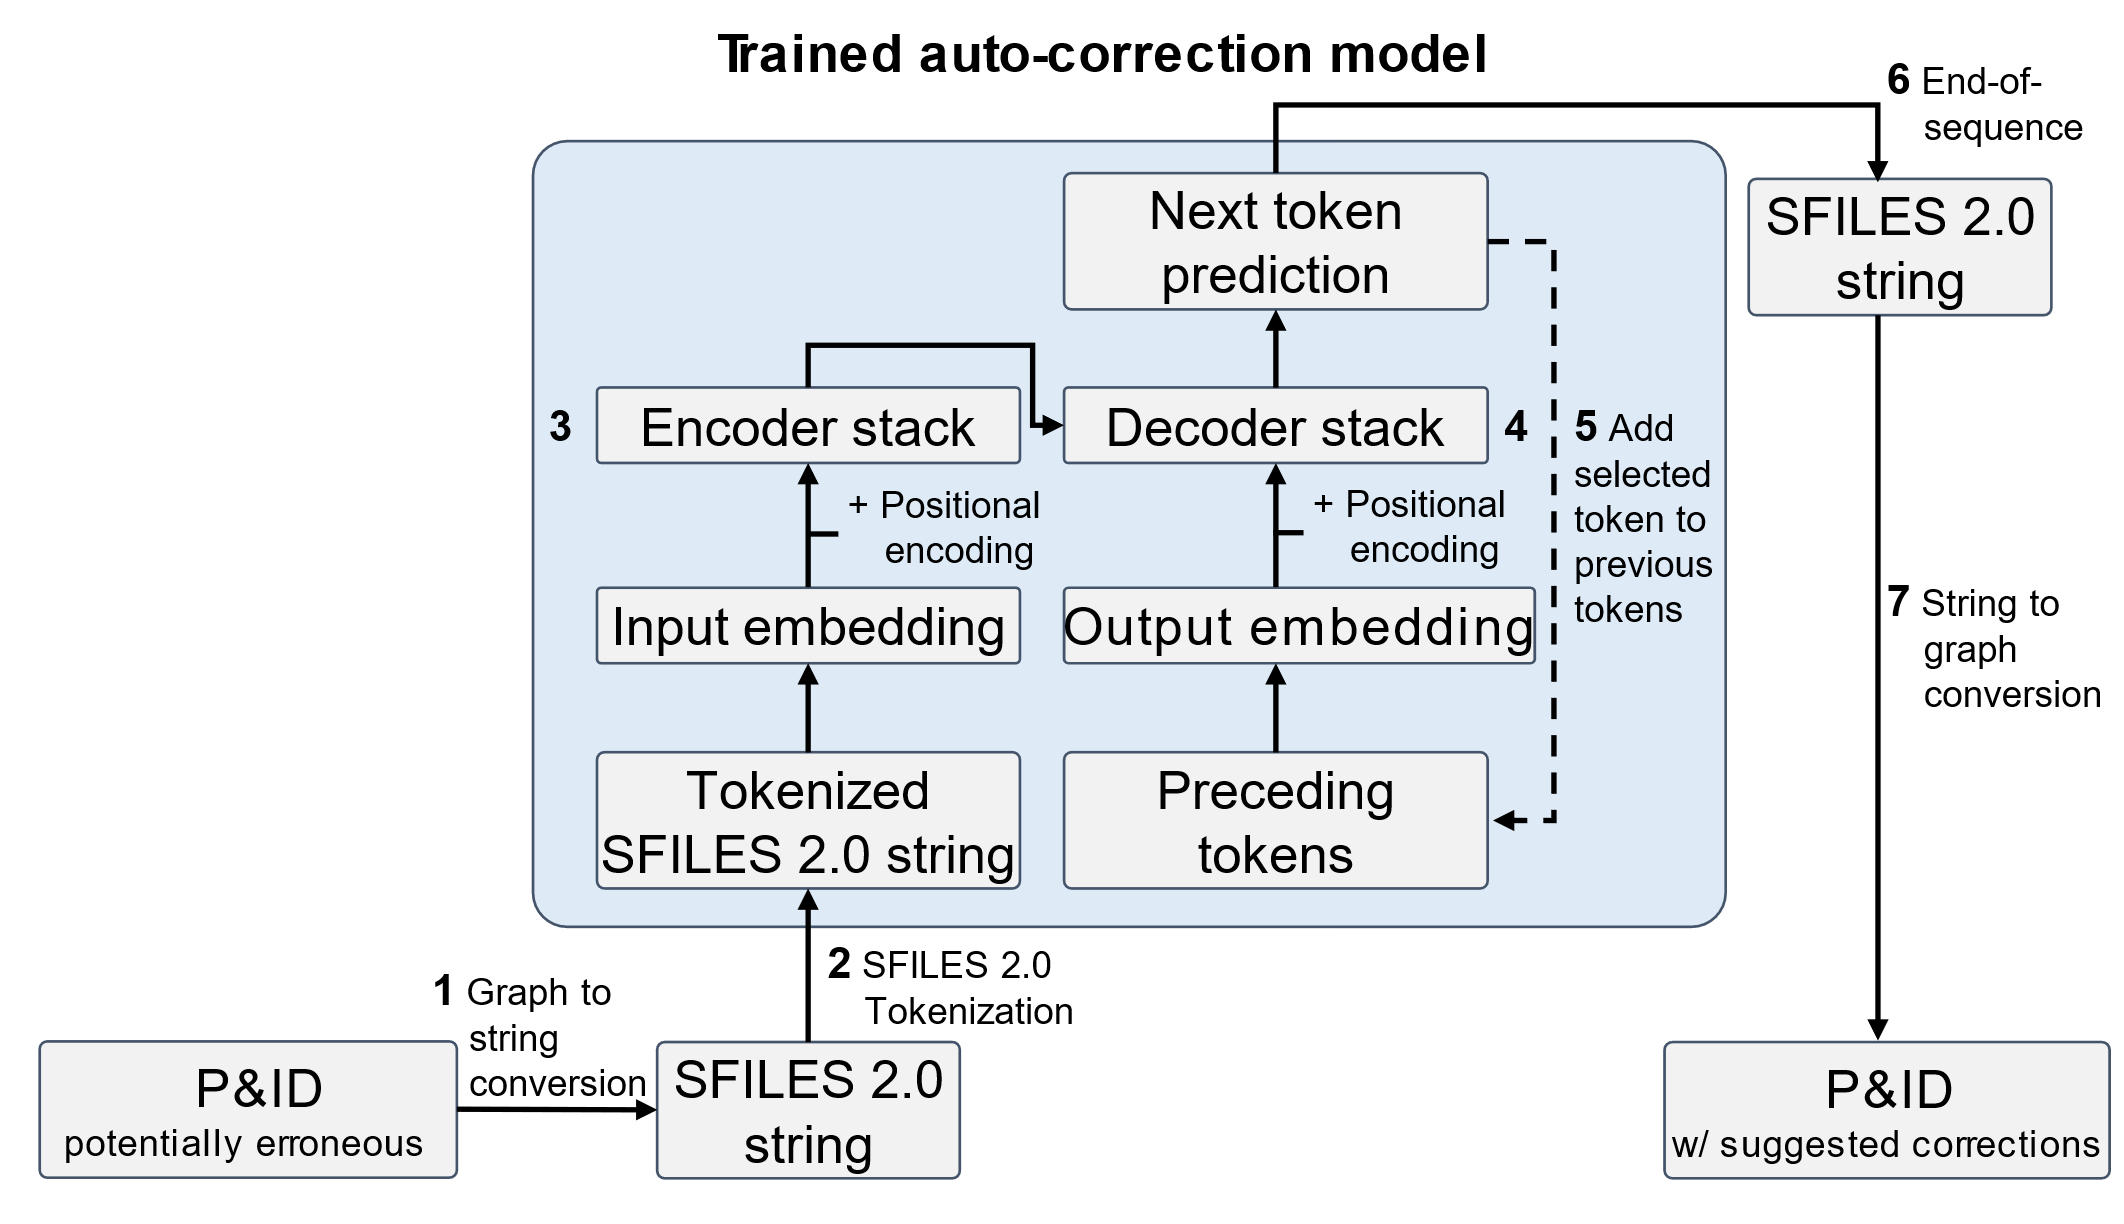 Trained auto-correction model
6 End-of-
sequence
Next token
prediction
SFILES 2.0
string
3
Encoder stack
Decoder stack
4
5 Add
selected
token to
previous
tokens
+ Positional
encoding
+ Positional
encoding
Input embedding
Output embedding
7 String to
graph
conversion
Tokenized
SFILES 2.0 string
Preceding
tokens
2 SFILES 2.0
Tokenization
1 Graph to
string
conversion
P&ID
potentially erroneous
SFILES 2.0
string
P&ID
w/ suggested corrections